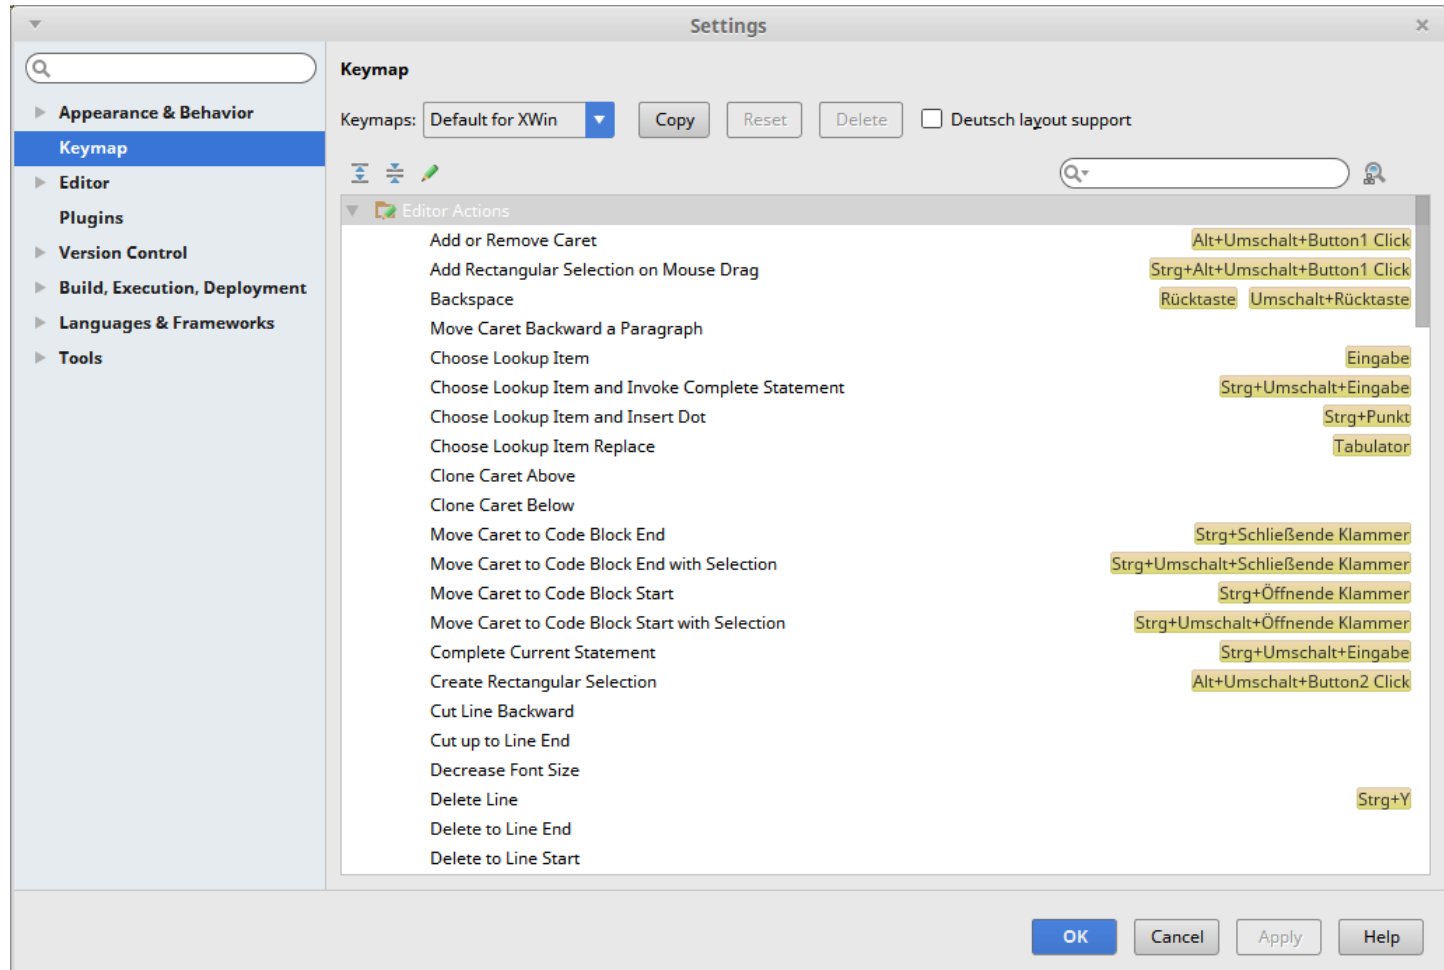 Settings
Keymap
Keymaps: Default for XWin Copy Reset Delete Deutsch layout support
Appearance & Behavior
Keymap
Editor
Plugins
Version Control
Build, Execution, Deployment
Languages & Frameworks
Tools
Editor Actions
Add or Remove Caret Alt+Umschalt+Button1 Click
Add Rectangular Selection on Mouse Drag Strg+Alt+Umschalt+Button1 Click
Backspace Rücktaste Umschalt+Rücktaste
Move Caret Backward a Paragraph
Choose Lookup Item Eingabe
Choose Lookup Item and Invoke Complete Statement Strg+Umschalt+Eingabe
Choose Lookup Item and Insert Dot Strg+Punkt
Choose Lookup Item Replace Tabulator
Clone Caret Above
Clone Caret Below
Move Caret to Code Block End Strg+Schließende Klammer
Move Caret to Code Block End with Selection Strg+Umschalt+Schließende Klammer
Move Caret to Code Block Start Strg+Öffnende Klammer
Move Caret to Code Block Start with Selection Strg+Umschalt+Öffnende Klammer
Complete Current Statement Strg+Umschalt+Eingabe
Create Rectangular Selection Alt+Umschalt+Button2 Click
Cut Line Backward
Cut up to Line End
Decrease Font Size
Delete Line Strg+Y
Delete to Line End
Delete to Line Start
OK Cancel Apply Help